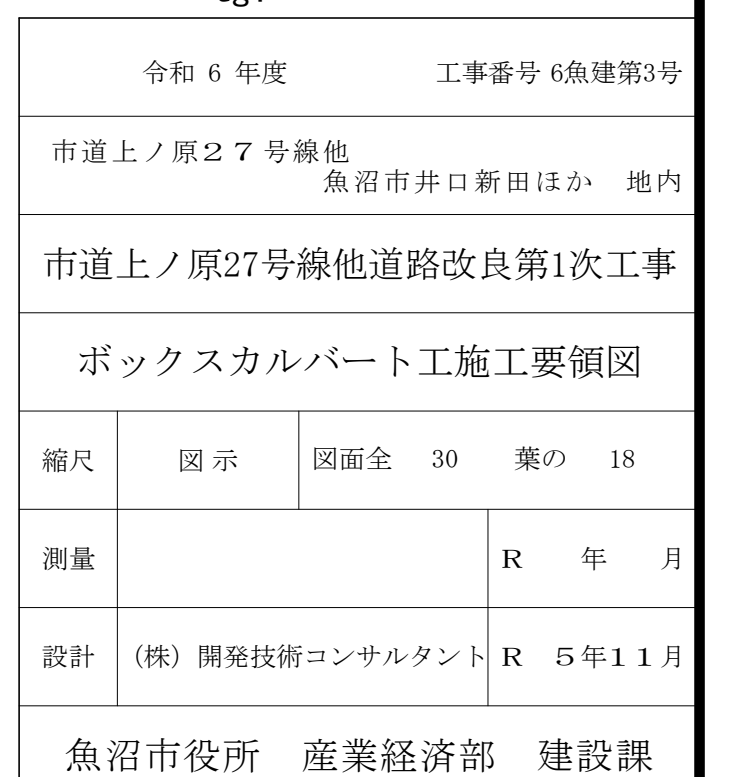 令和 6 年度　工事番号 6魚建第3号
市道上ノ原２７号線他
魚沼市井口新田ほか　地内
市道上ノ原27号線他道路改良第1次工事
ボックスカルバート工施工要領図
縮尺　図示　図面全　30　葉の　18
測量　R　年　月
設計　(株) 開発技術コンサルタント　R　５年１１月
魚沼市役所　産業経済部　建設課